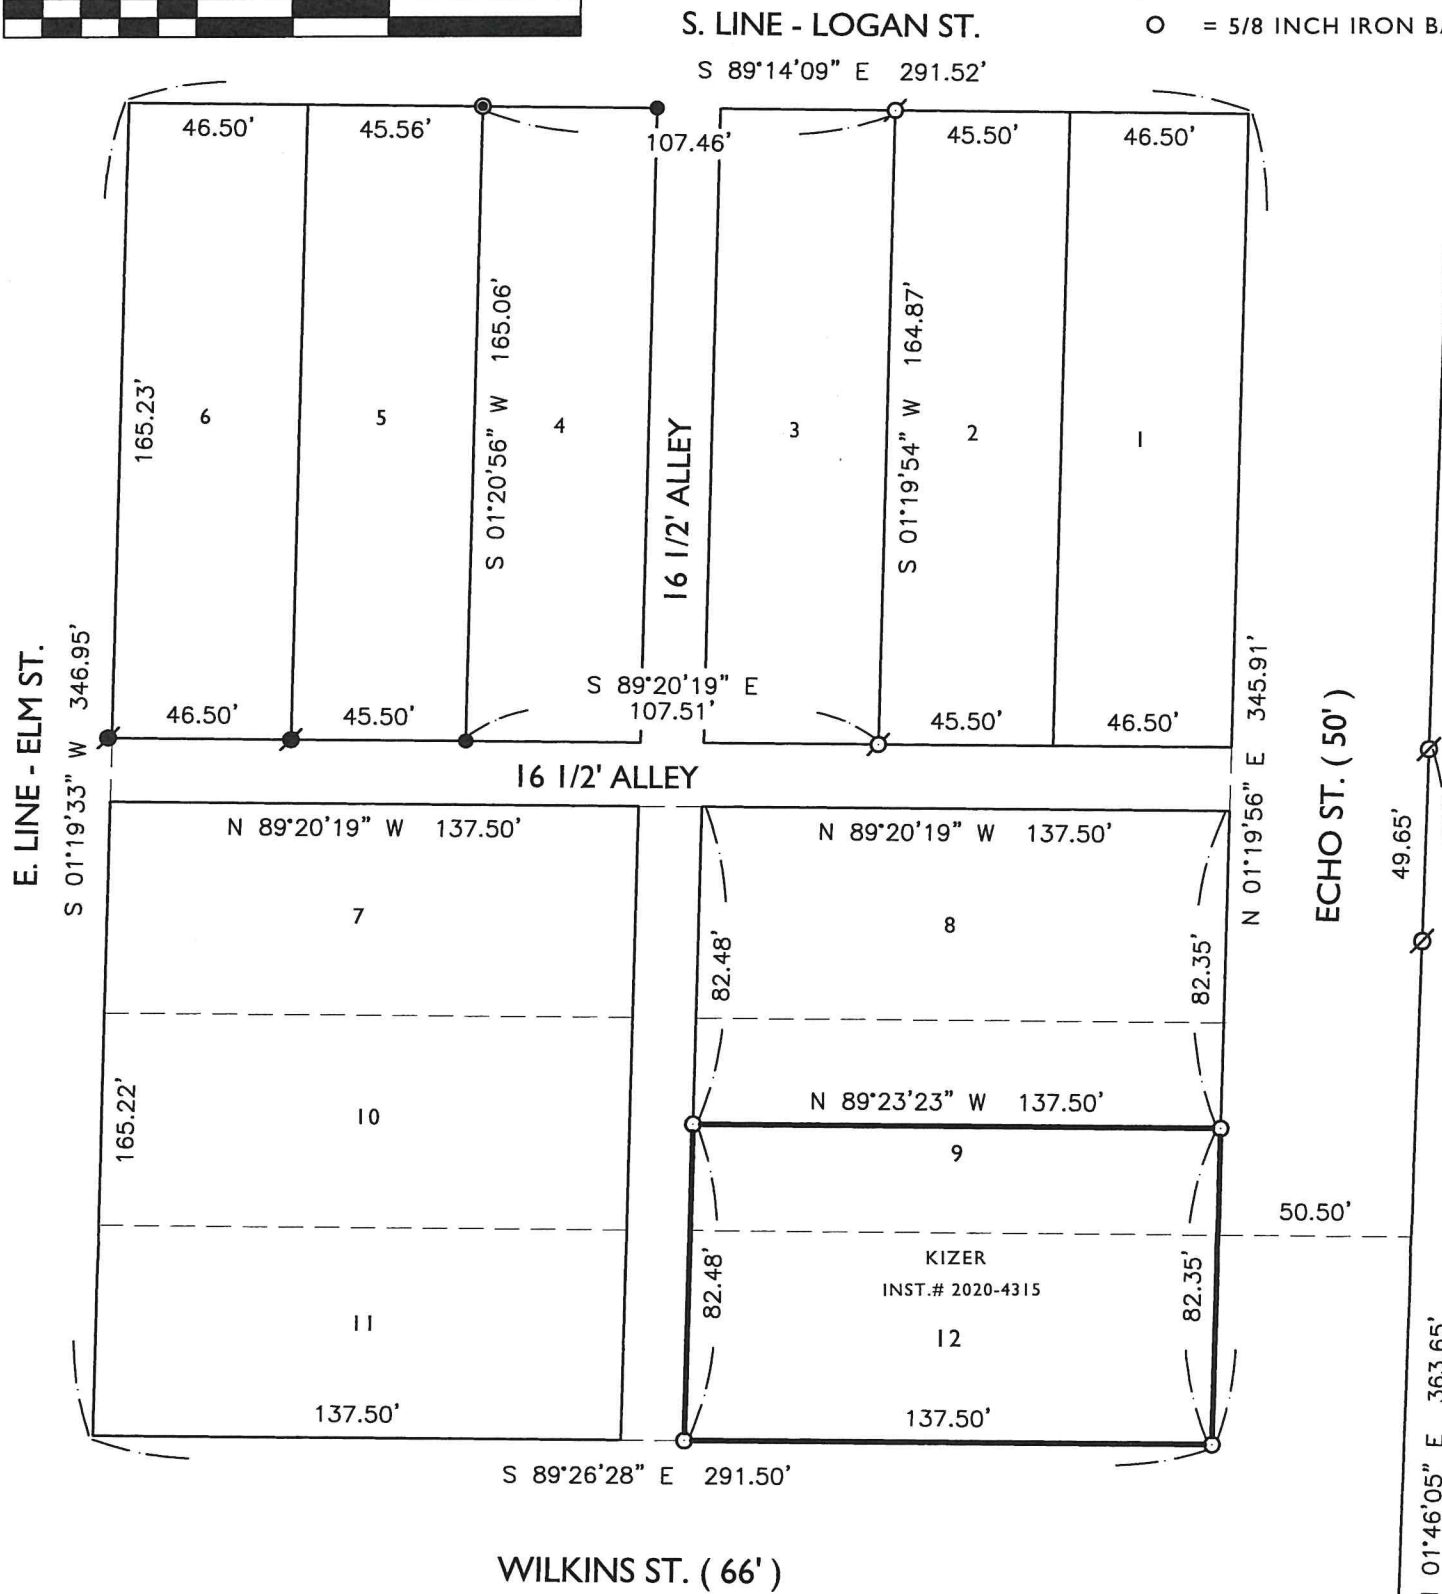 S. LINE - LOGAN ST.
O = 5/8 INCH IRON
S 89°14'09" E 291.52'
46.50'
45.56'
107.46'
45.50'
46.50'
165.23'
6
5
S 01°20'56" W 165.06'
4
16 1/2' ALLEY
3
S 01°19'54" W 164.87'
2
1
E. LINE - ELM ST.
S 01°19'33" W 346.95'
46.50'
45.50'
S 89°20'19" E
107.51'
45.50'
46.50'
N 01°19'56" E 345.91'
ECHO ST. ( 50' )
16 1/2' ALLEY
N 89°20'19" W 137.50'
N 89°20'19" W 137.50'
49.65'
7
8
82.48'
82.35'
165.22'
10
N 89°23'23" W 137.50'
9
50.50'
KIZER
INST.# 2020-4315
82.48'
82.35'
11
12
137.50'
137.50'
01°46'05" E 363.65'
S 89°26'28" E 291.50'
WILKINS ST. ( 66' )